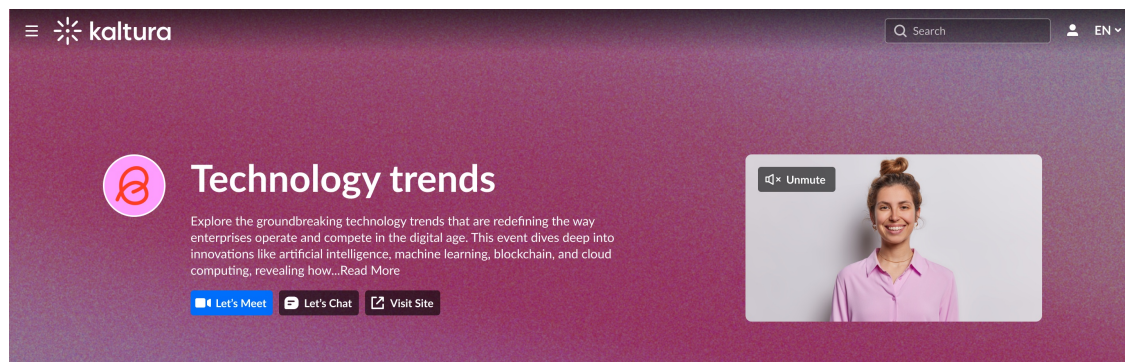 kaltura
Search
EN
Technology trends
Unmute
Explore the groundbreaking technology trends that are redefining the way
enterprises operate and compete in the digital age. This event dives deep into
innovations like artificial intelligence, machine learning, blockchain, and cloud
computing, revealing how...Read More
Let's Meet
Let's Chat
Visit Site